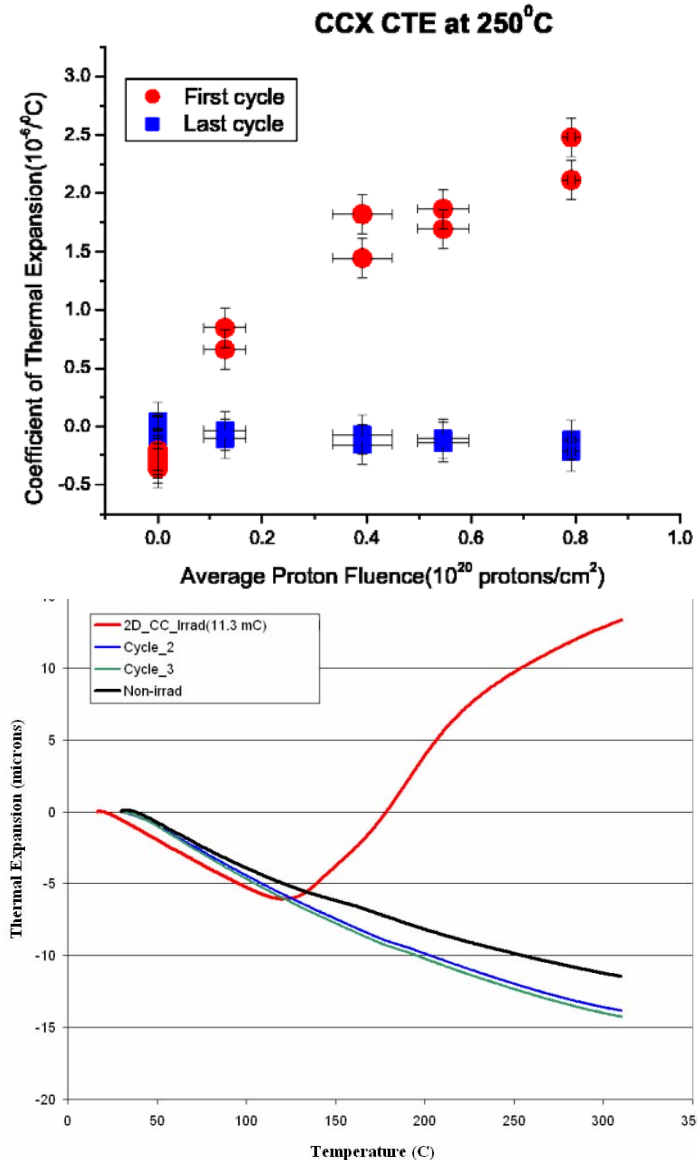 CCX CTE at 250⁰C
Coefficient of Thermal Expansion(10⁻⁶/⁰C)
3.0
2.5
2.0
1.5
1.0
0.5
0.0
-0.5
First cycle
Last cycle
0.0 0.2 0.4 0.6 0.8 1.0
Average Proton Fluence(10²⁰ protons/cm²)
Thermal Expansion (microns)
10
5
0
-5
-10
-15
-20
2D_CC_Irrad(11.3 mC)
Cycle_2
Cycle_3
Non-irrad
0 50 100 150 200 250 300 35
Temperature (C)